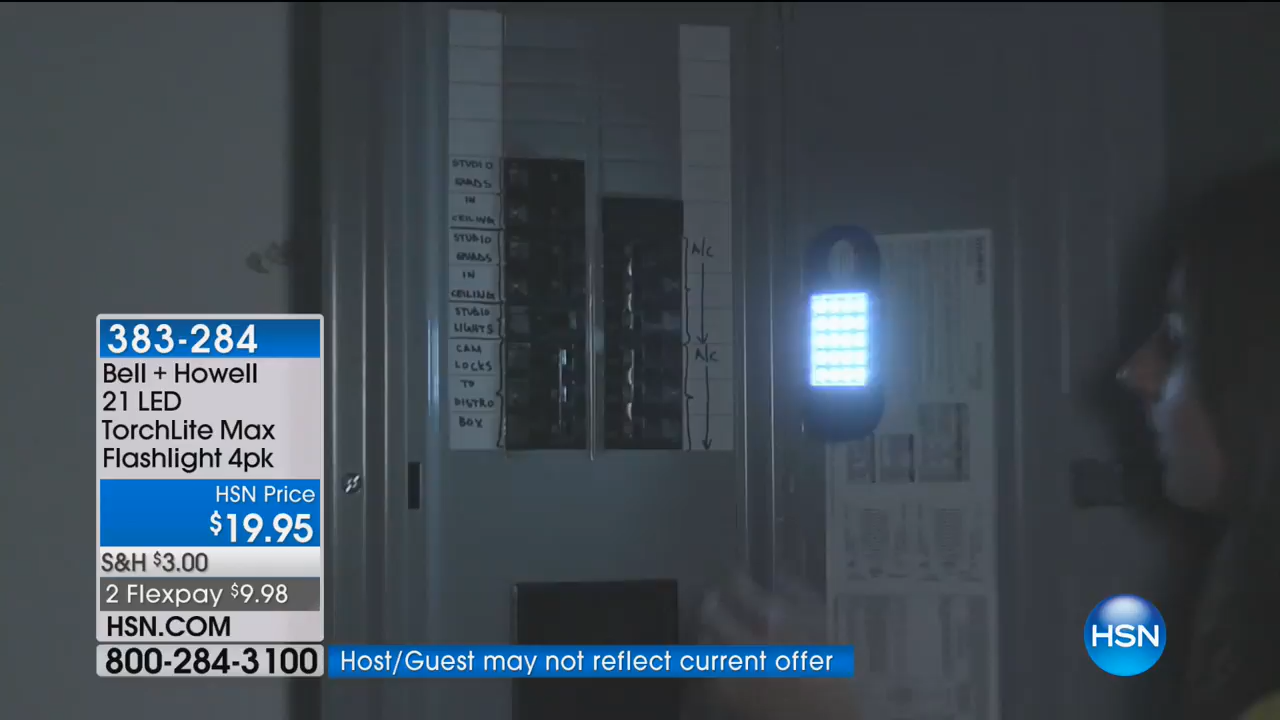 STUDIO
QUADS
IN
CEILING
STUDIO
QUADS
IN
CEILING
STUDIO
LIGHTS
CAM
LOCKS
TO
DISTRO
BOX
A/C
A/C
383-284
Bell + Howell
21 LED
TorchLite Max
Flashlight 4pk
HSN Price
$19.95
S&H $3.00
2 Flexpay $9.98
HSN.COM
800-284-3100
Host/Guest may not reflect current offer
HSN